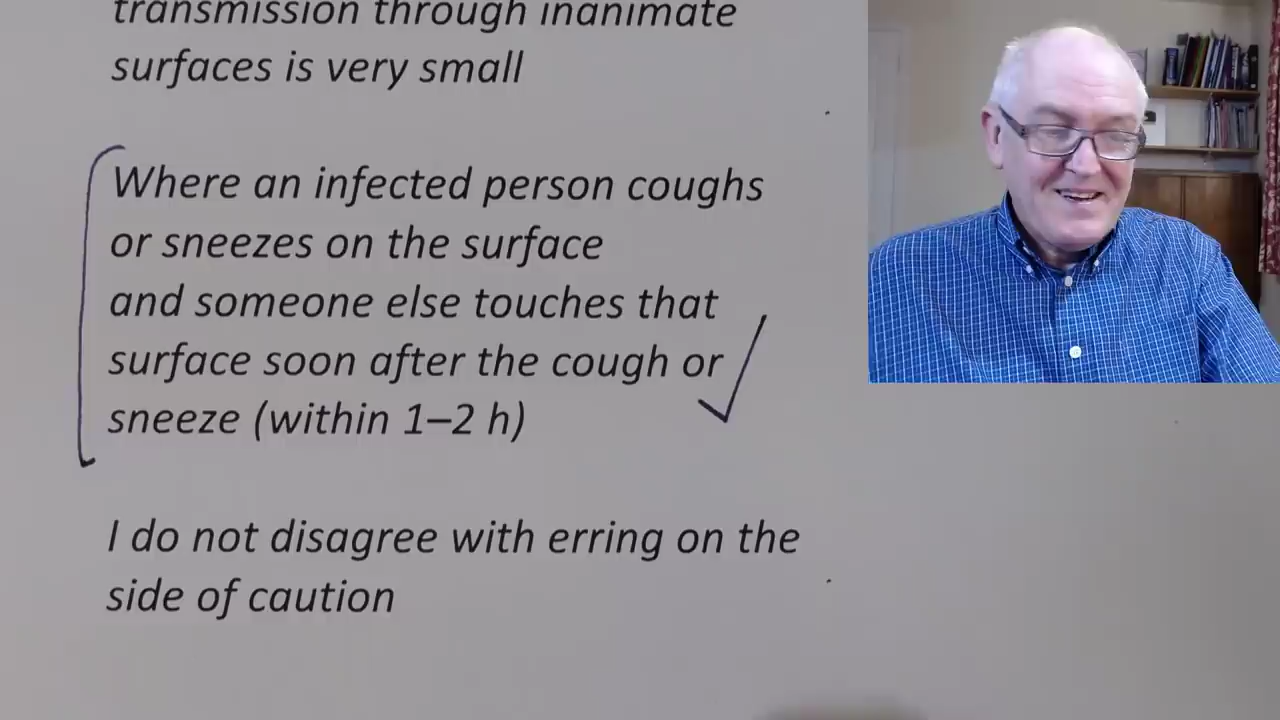 transmission through inanimate
surfaces is very small
Where an infected person coughs
or sneezes on the surface
and someone else touches that
surface soon after the cough or
sneeze (within 1–2 h)
I do not disagree with erring on the
side of caution